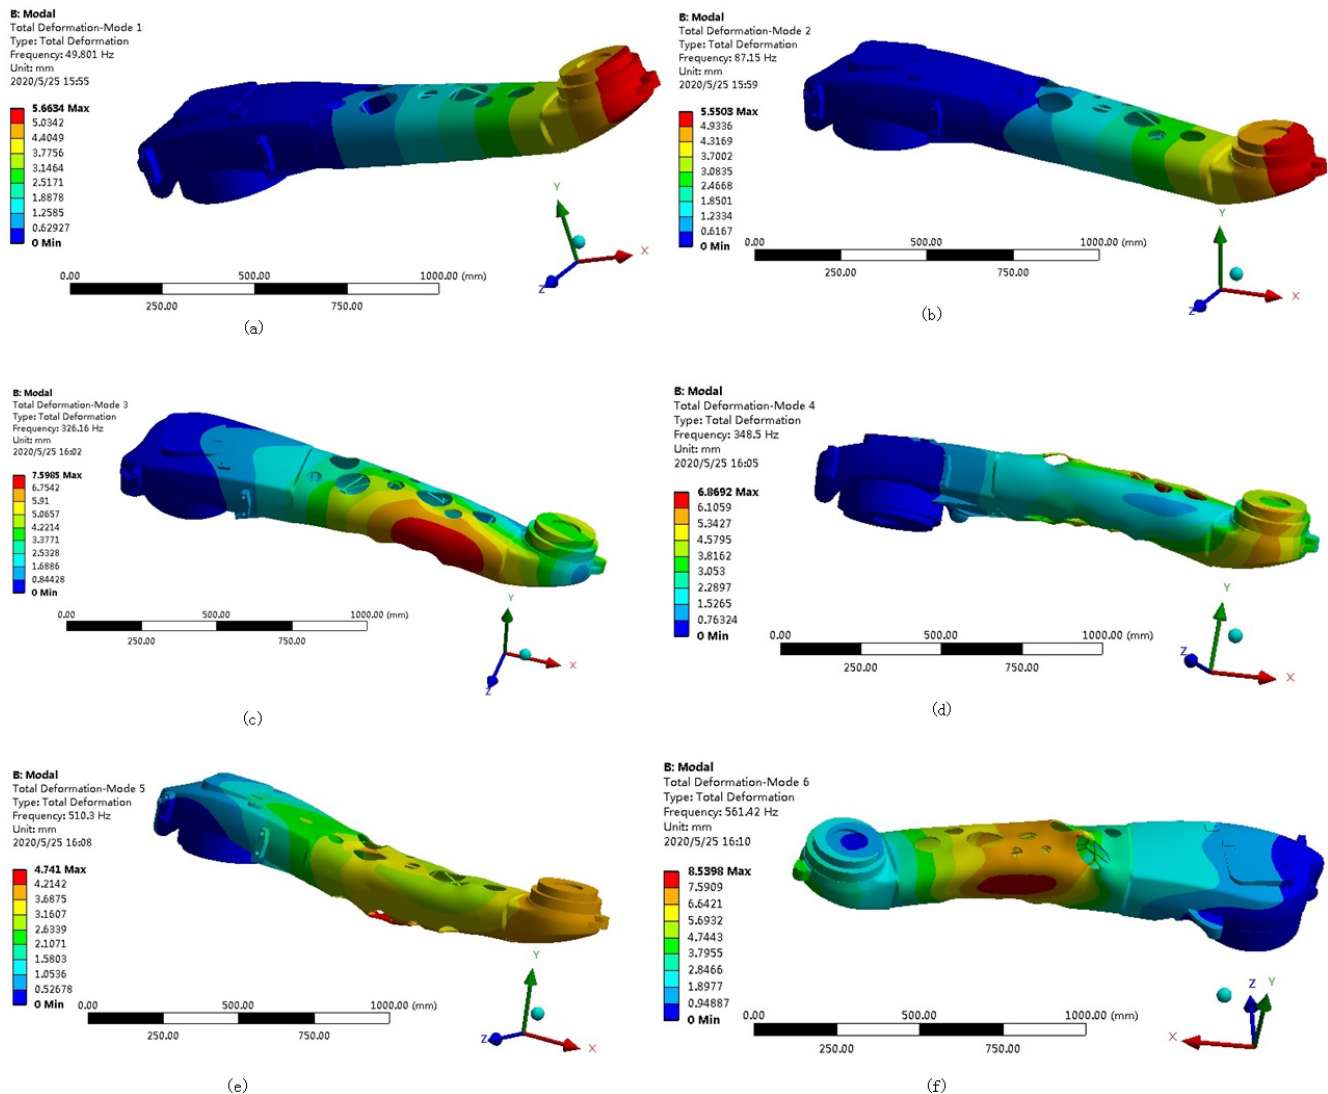 B: Modal
Total Deformation-Mode 1
Type: Total Deformation
Frequency: 49.801 Hz
Unit: mm
2020/5/25 15:55
5.6634 Max
5.0342
4.4049
3.7756
3.1464
2.5171
1.8878
1.2585
0.62927
0 Min
Y
X
Z
0.00 500.00 1000.00 (mm)
250.00 750.00
(a)
B: Modal
Total Deformation-Mode 2
Type: Total Deformation
Frequency: 87.15 Hz
Unit: mm
2020/5/25 15:59
5.5503 Max
4.9336
4.3169
3.7002
3.0835
2.4668
1.8501
1.2334
0.6167
0 Min
0.00 500.00 1000.00 (mm)
250.00 750.00
Y
X
Z
(b)
B: Modal
Total Deformation-Mode 3
Type: Total Deformation
Frequency: 326.16 Hz
Unit: mm
2020/5/25 16:02
7.5985 Max
6.7542
5.91
5.0657
4.2214
3.3771
2.5328
1.6886
0.84428
0 Min
0.00 500.00 1000.00 (mm)
250.00 750.00
Y
X
Z
(c)
B: Modal
Total Deformation-Mode 4
Type: Total Deformation
Frequency: 348.5 Hz
Unit: mm
2020/5/25 16:05
6.8692 Max
6.1059
5.3427
4.5795
3.8162
3.053
2.2897
1.5265
0.76324
0 Min
0.00 500.00 1000.00 (mm)
250.00 750.00
Y
Z
X
(d)
B: Modal
Total Deformation-Mode 5
Type: Total Deformation
Frequency: 510.3 Hz
Unit: mm
2020/5/25 16:08
4.741 Max
4.2142
3.6875
3.1607
2.6339
2.1071
1.5803
1.0536
0.52678
0 Min
0.00 500.00 1000.00 (mm)
250.00 750.00
Y
Z
X
(e)
B: Modal
Total Deformation-Mode 6
Type: Total Deformation
Frequency: 561.42 Hz
Unit: mm
2020/5/25 16:10
8.5398 Max
7.5909
6.6421
5.6932
4.7443
3.7955
2.8466
1.8977
0.94887
0 Min
0.00 500.00 1000.00 (mm)
250.00 750.00
Z Y
X
(f)